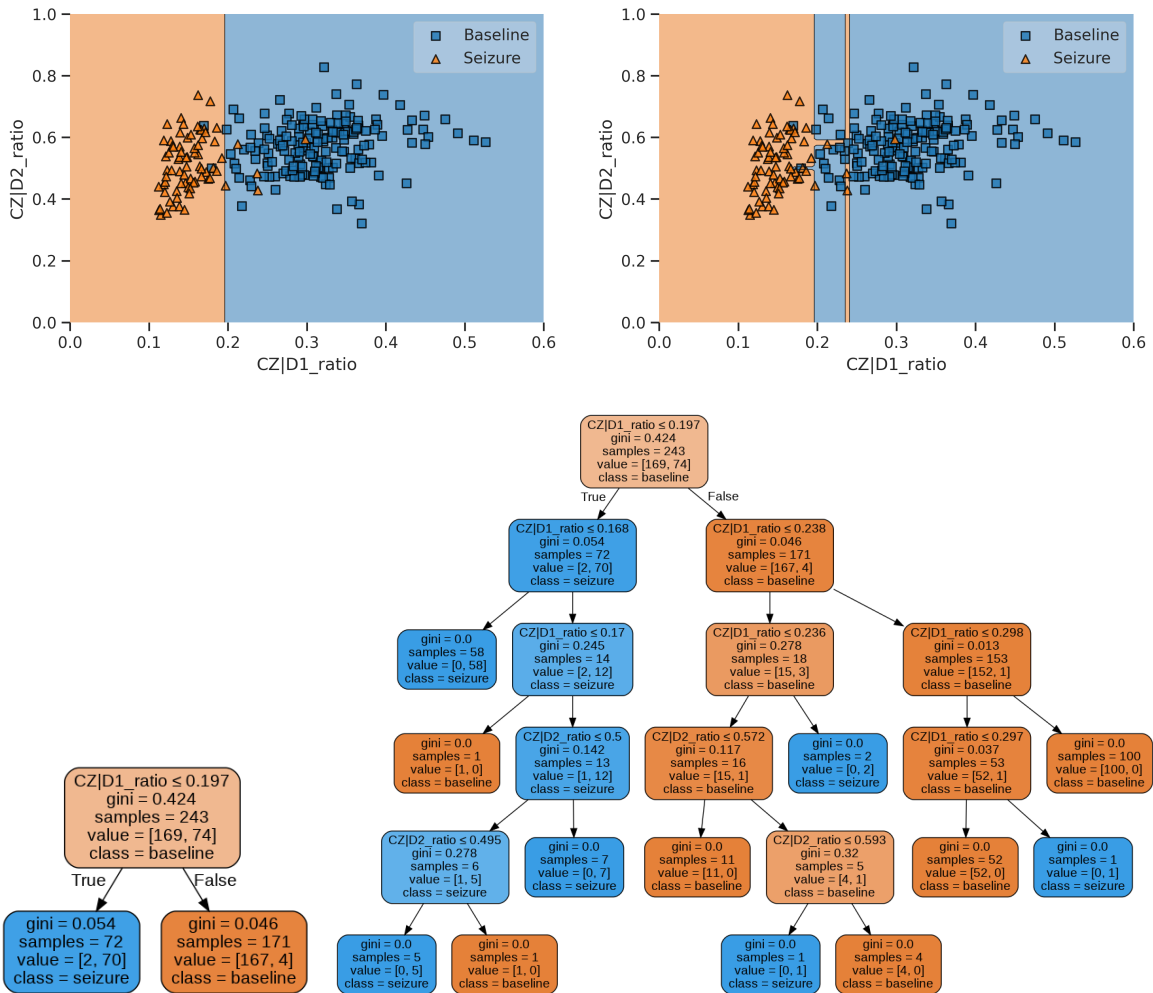 1.0
0.8
0.6
0.4
0.2
0.0
CZ|D2_ratio
Baseline
Seizure
0.0 0.1 0.2 0.3 0.4 0.5 0.6
CZ|D1_ratio
1.0
0.8
0.6
0.4
0.2
0.0
CZ|D2_ratio
Baseline
Seizure
0.0 0.1 0.2 0.3 0.4 0.5 0.6
CZ|D1_ratio
CZ|D1_ratio ≤ 0.197
gini = 0.424
samples = 243
value = [169, 74]
class = baseline
True
False
gini = 0.054
samples = 72
value = [2, 70]
class = seizure
gini = 0.046
samples = 171
value = [167, 4]
class = baseline
CZ|D1_ratio ≤ 0.197
gini = 0.424
samples = 243
value = [169, 74]
class = baseline
True
False
CZ|D1_ratio ≤ 0.168
gini = 0.054
samples = 72
value = [2, 70]
class = seizure
CZ|D1_ratio ≤ 0.238
gini = 0.046
samples = 171
value = [167, 4]
class = baseline
gini = 0.0
samples = 58
value = [0, 58]
class = seizure
CZ|D1_ratio ≤ 0.17
gini = 0.245
samples = 14
value = [2, 12]
class = seizure
CZ|D1_ratio ≤ 0.236
gini = 0.278
samples = 18
value = [15, 3]
class = baseline
CZ|D1_ratio ≤ 0.298
gini = 0.013
samples = 153
value = [152, 1]
class = baseline
gini = 0.0
samples = 1
value = [1, 0]
class = baseline
CZ|D2_ratio ≤ 0.5
gini = 0.142
samples = 13
value = [1, 12]
class = seizure
CZ|D2_ratio ≤ 0.572
gini = 0.117
samples = 16
value = [15, 1]
class = baseline
gini = 0.0
samples = 2
value = [0, 2]
class = seizure
CZ|D1_ratio ≤ 0.297
gini = 0.037
samples = 53
value = [52, 1]
class = baseline
gini = 0.0
samples = 100
value = [100, 0]
class = baseline
CZ|D2_ratio ≤ 0.495
gini = 0.278
samples = 6
value = [1, 5]
class = seizure
gini = 0.0
samples = 7
value = [0, 7]
class = seizure
gini = 0.0
samples = 11
value = [11, 0]
class = baseline
CZ|D2_ratio ≤ 0.593
gini = 0.32
samples = 5
value = [4, 1]
class = baseline
gini = 0.0
samples = 52
value = [52, 0]
class = baseline
gini = 0.0
samples = 1
value = [0, 1]
class = seizure
gini = 0.0
samples = 5
value = [0, 5]
class = seizure
gini = 0.0
samples = 1
value = [1, 0]
class = baseline
gini = 0.0
samples = 1
value = [0, 1]
class = seizure
gini = 0.0
samples = 4
value = [4, 0]
class = baseline